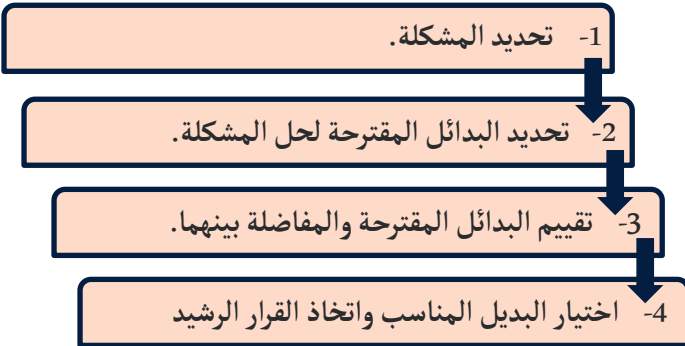 1- تحديد المشكلة.
2- تحديد البدائل المقترحة لحل المشكلة.
3- تقييم البدائل المقترحة والمفاضلة بينهما.
4- اختيار البديل المناسب واتخاذ القرار الرشيد